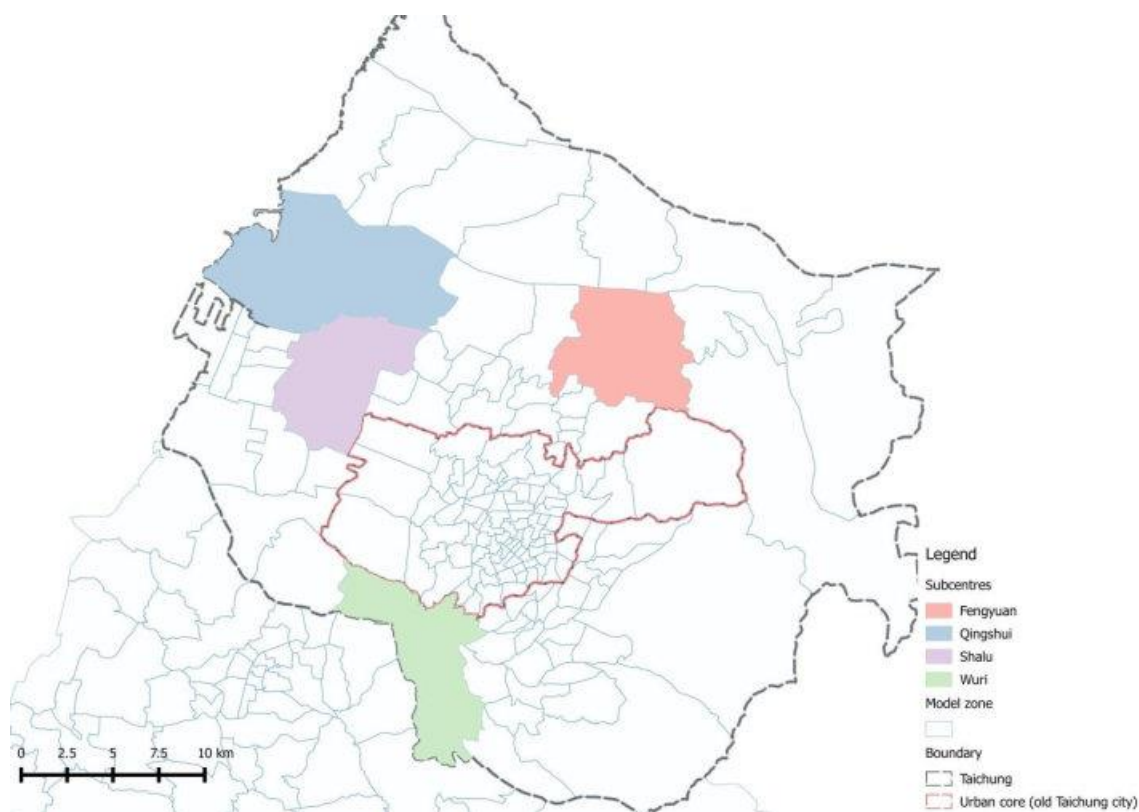 Legend
Subcentres
Fengyuan
Qingshui
Shalu
Wuri
Model zone
Boundary
Taichung
Urban core (old Taichung city)
0 2.5 5 7.5 10 km